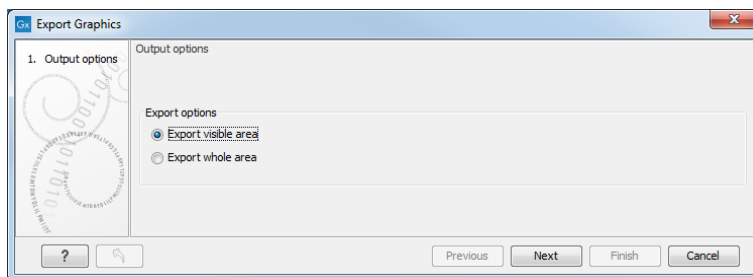 Gx Export Graphics
1. Output options
Output options
Export options
Export visible area
Export whole area
? Previous Next Finish Cancel